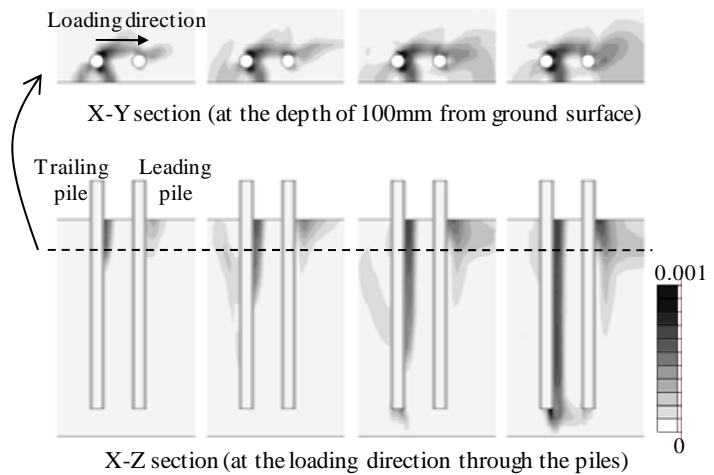 Loading direction
X-Y section (at the depth of 100mm from ground surface)
Trailing pile
Leading pile
0.001
0
X-Z section (at the loading direction through the piles)